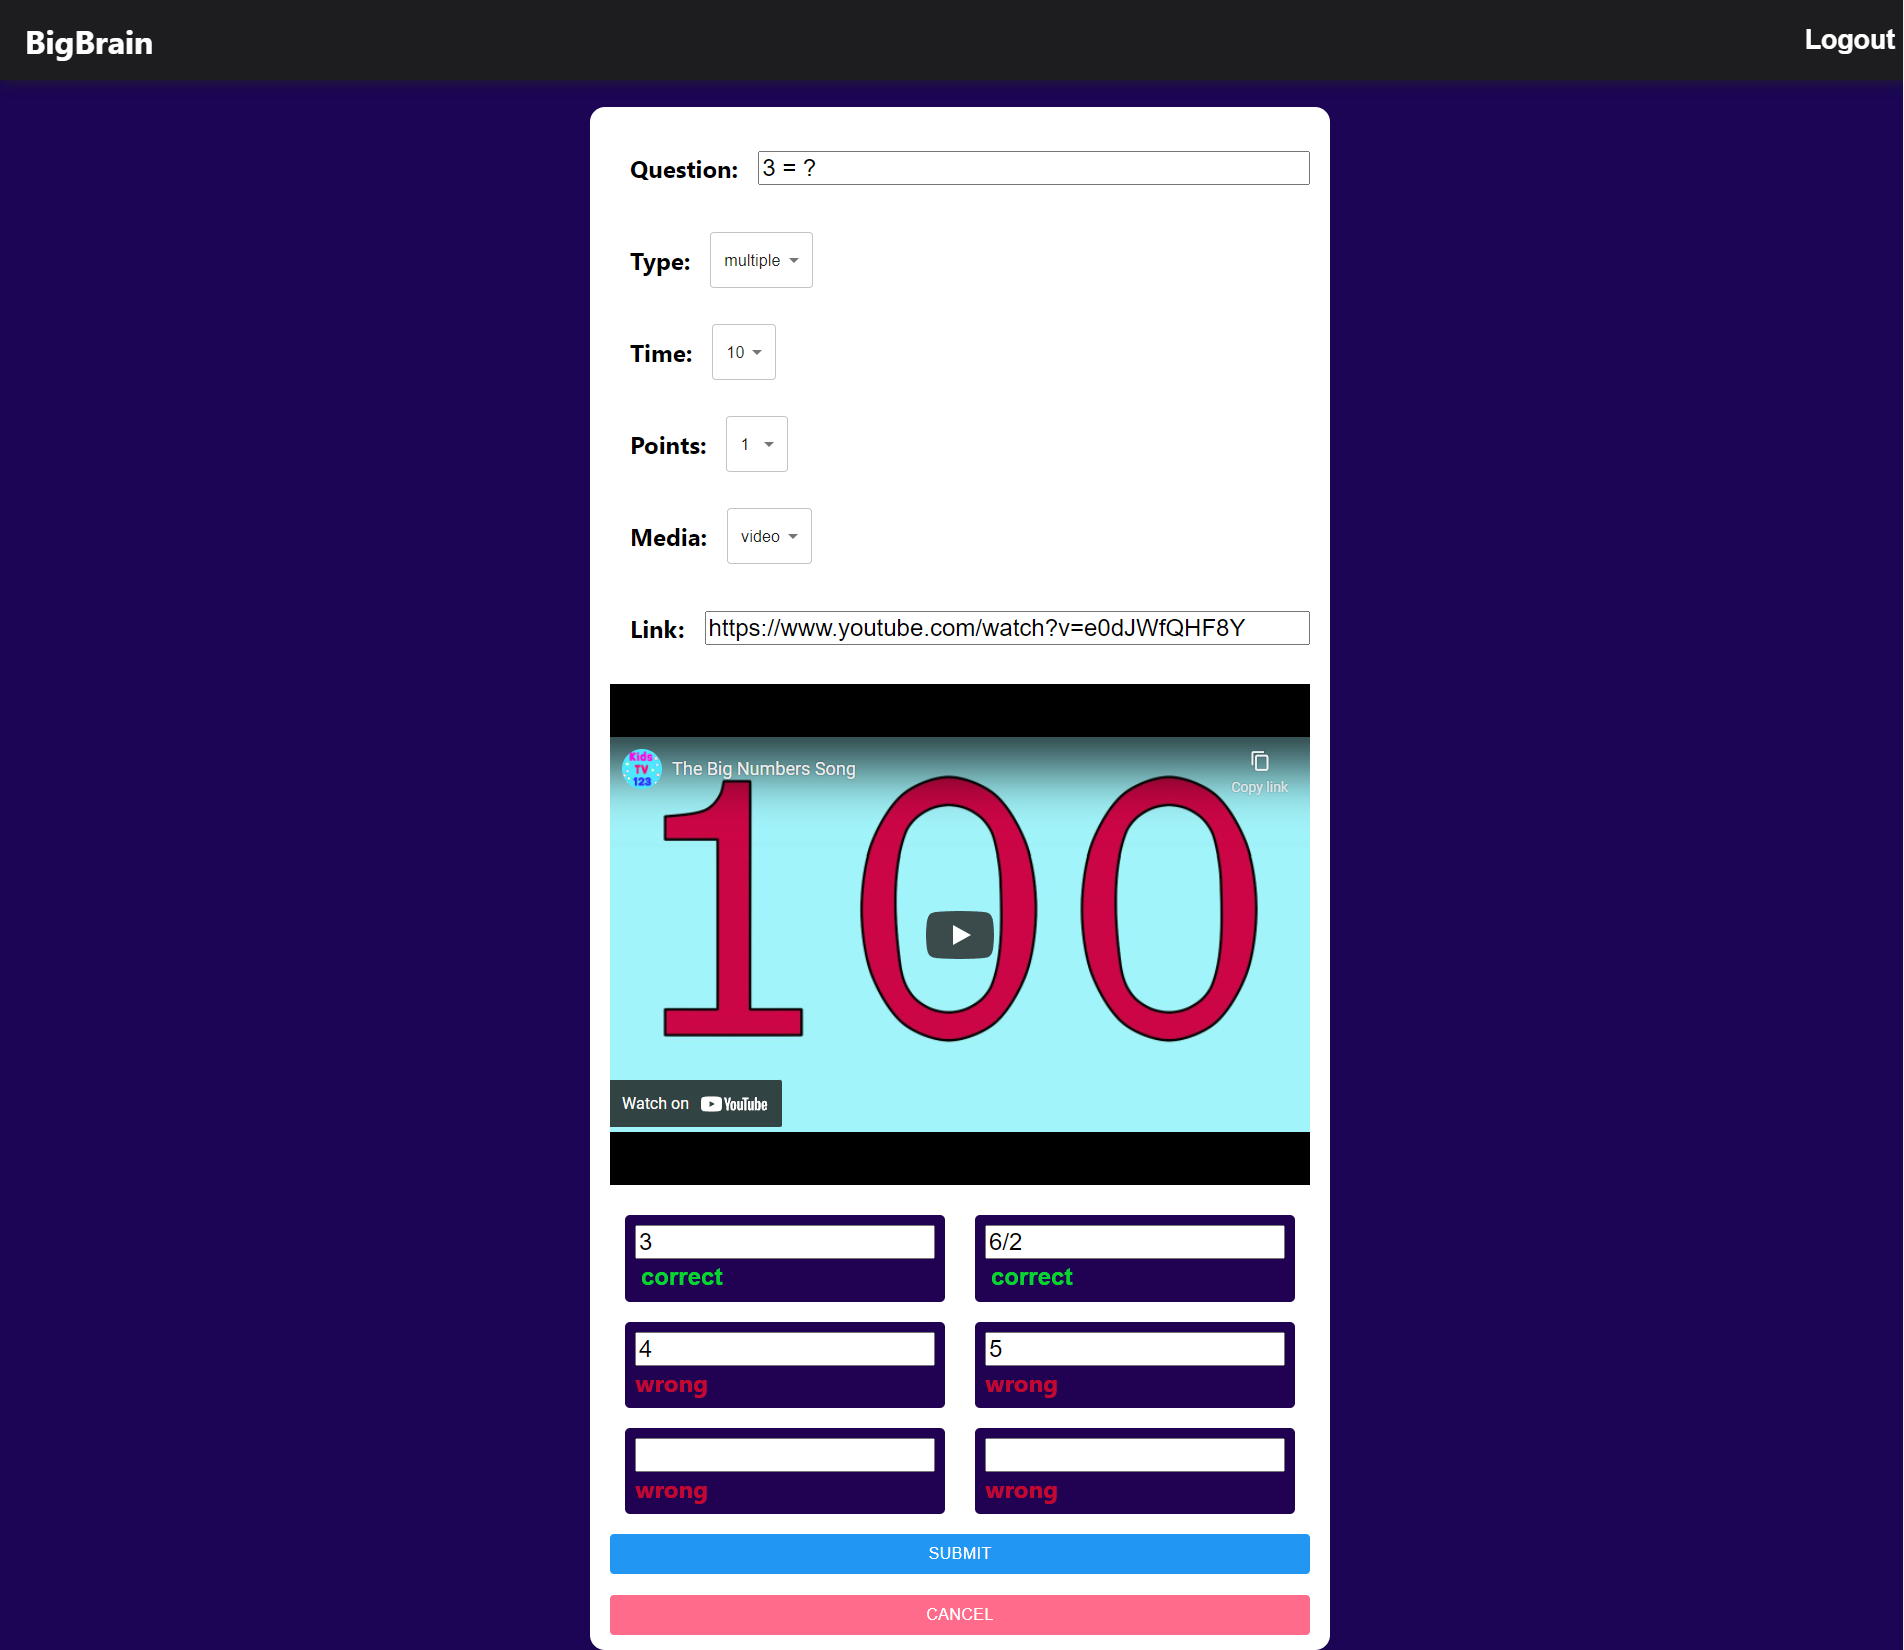 BigBrain
Logout
Question: 3 = ?
Type: multiple
Time: 10
Points: 1
Media: video
Link: https://www.youtube.com/watch?v=e0dJWfQHF8Y
Kids
TV
123
The Big Numbers Song
Copy link
100
Watch on YouTube
3 6/2
correct correct
4 5
wrong wrong
wrong wrong
SUBMIT
CANCEL